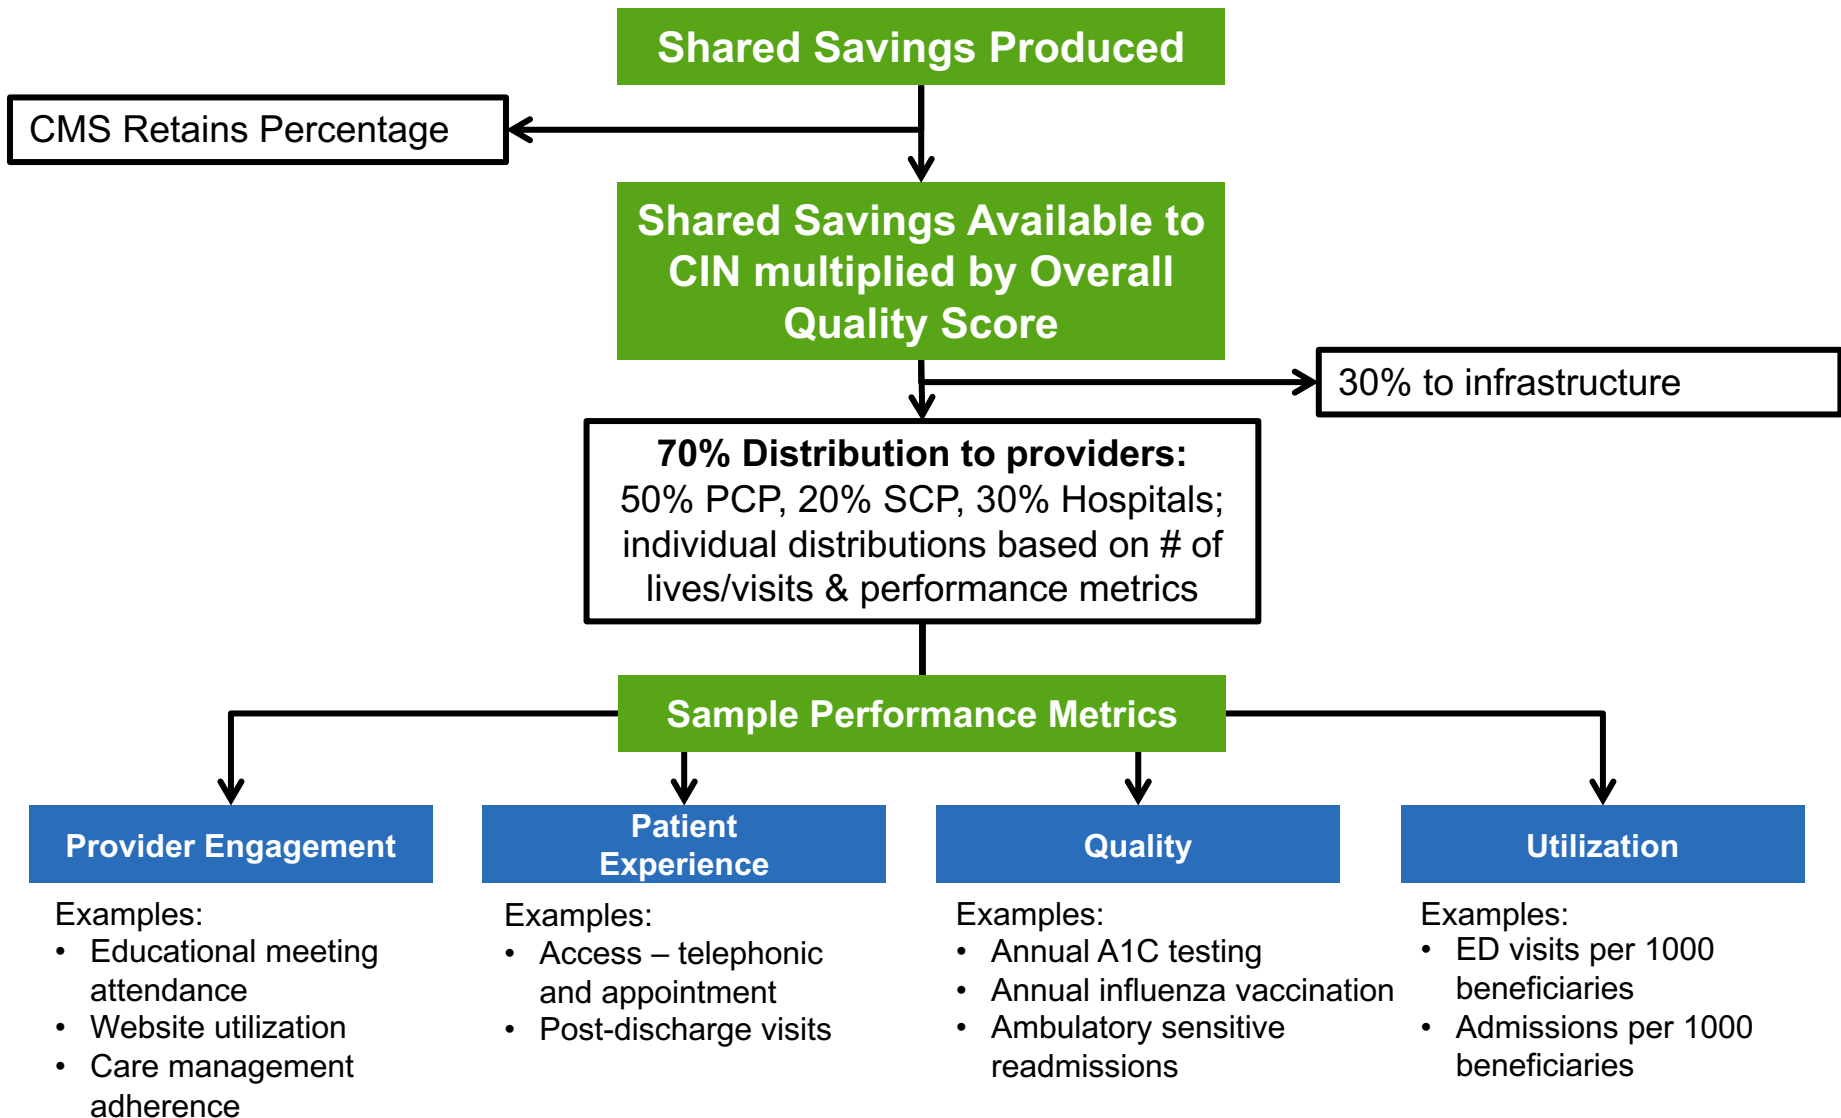 Shared Savings Produced
CMS Retains Percentage
Shared Savings Available to
CIN multiplied by Overall
Quality Score
30% to infrastructure
70% Distribution to providers:
50% PCP, 20% SCP, 30% Hospitals;
individual distributions based on # of
lives/visits & performance metrics
Sample Performance Metrics
Provider Engagement
Examples:
• Educational meeting
attendance
• Website utilization
• Care management
adherence
Patient
Experience
Examples:
• Access – telephonic
and appointment
• Post-discharge visits
Quality
Examples:
• Annual A1C testing
• Annual influenza vaccination
• Ambulatory sensitive
readmissions
Utilization
Examples:
• ED visits per 1000
beneficiaries
• Admissions per 1000
beneficiaries